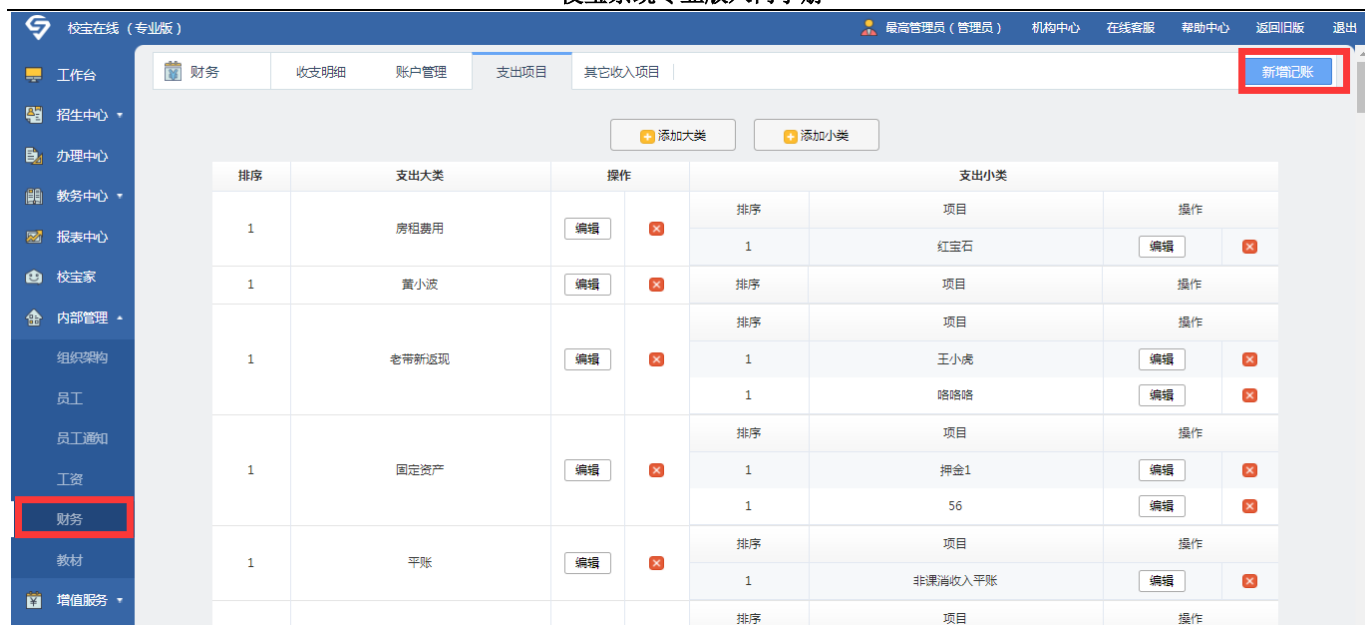 校宝在线（专业版）
最高管理员（管理员） 机构中心 在线客服 帮助中心 返回旧版 退出
工作台
招生中心
办理中心
教务中心
报表中心
校宝家
内部管理
组织架构
员工
员工通知
工资
财务
教材
增值服务
财务 收支明细 账户管理 支出项目 其它收入项目 新增记账
添加大类 添加小类
排序 支出大类 操作 支出小类
排序 项目 操作
1 房租费用 编辑
1 红宝石 编辑
1 黄小波 编辑 排序 项目 操作
排序 项目 操作
1 老带新返现 编辑 1 王小虎 编辑
1 咯咯咯 编辑
排序 项目 操作
1 固定资产 编辑 1 押金1 编辑
1 56 编辑
排序 项目 操作
1 平账 编辑
1 非课消收入平账 编辑
排序 项目 操作